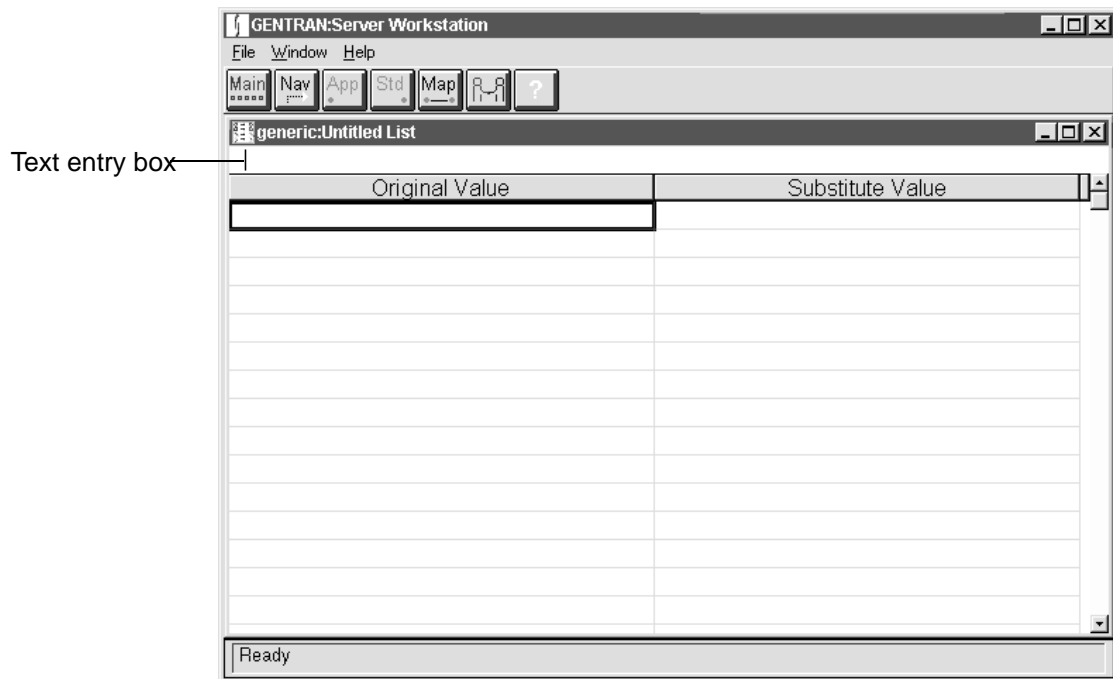 GENTRAN:Server Workstation
File Window Help
Main Nav App Std Map ?
generic:Untitled List
Text entry box
Original Value Substitute Value
Ready